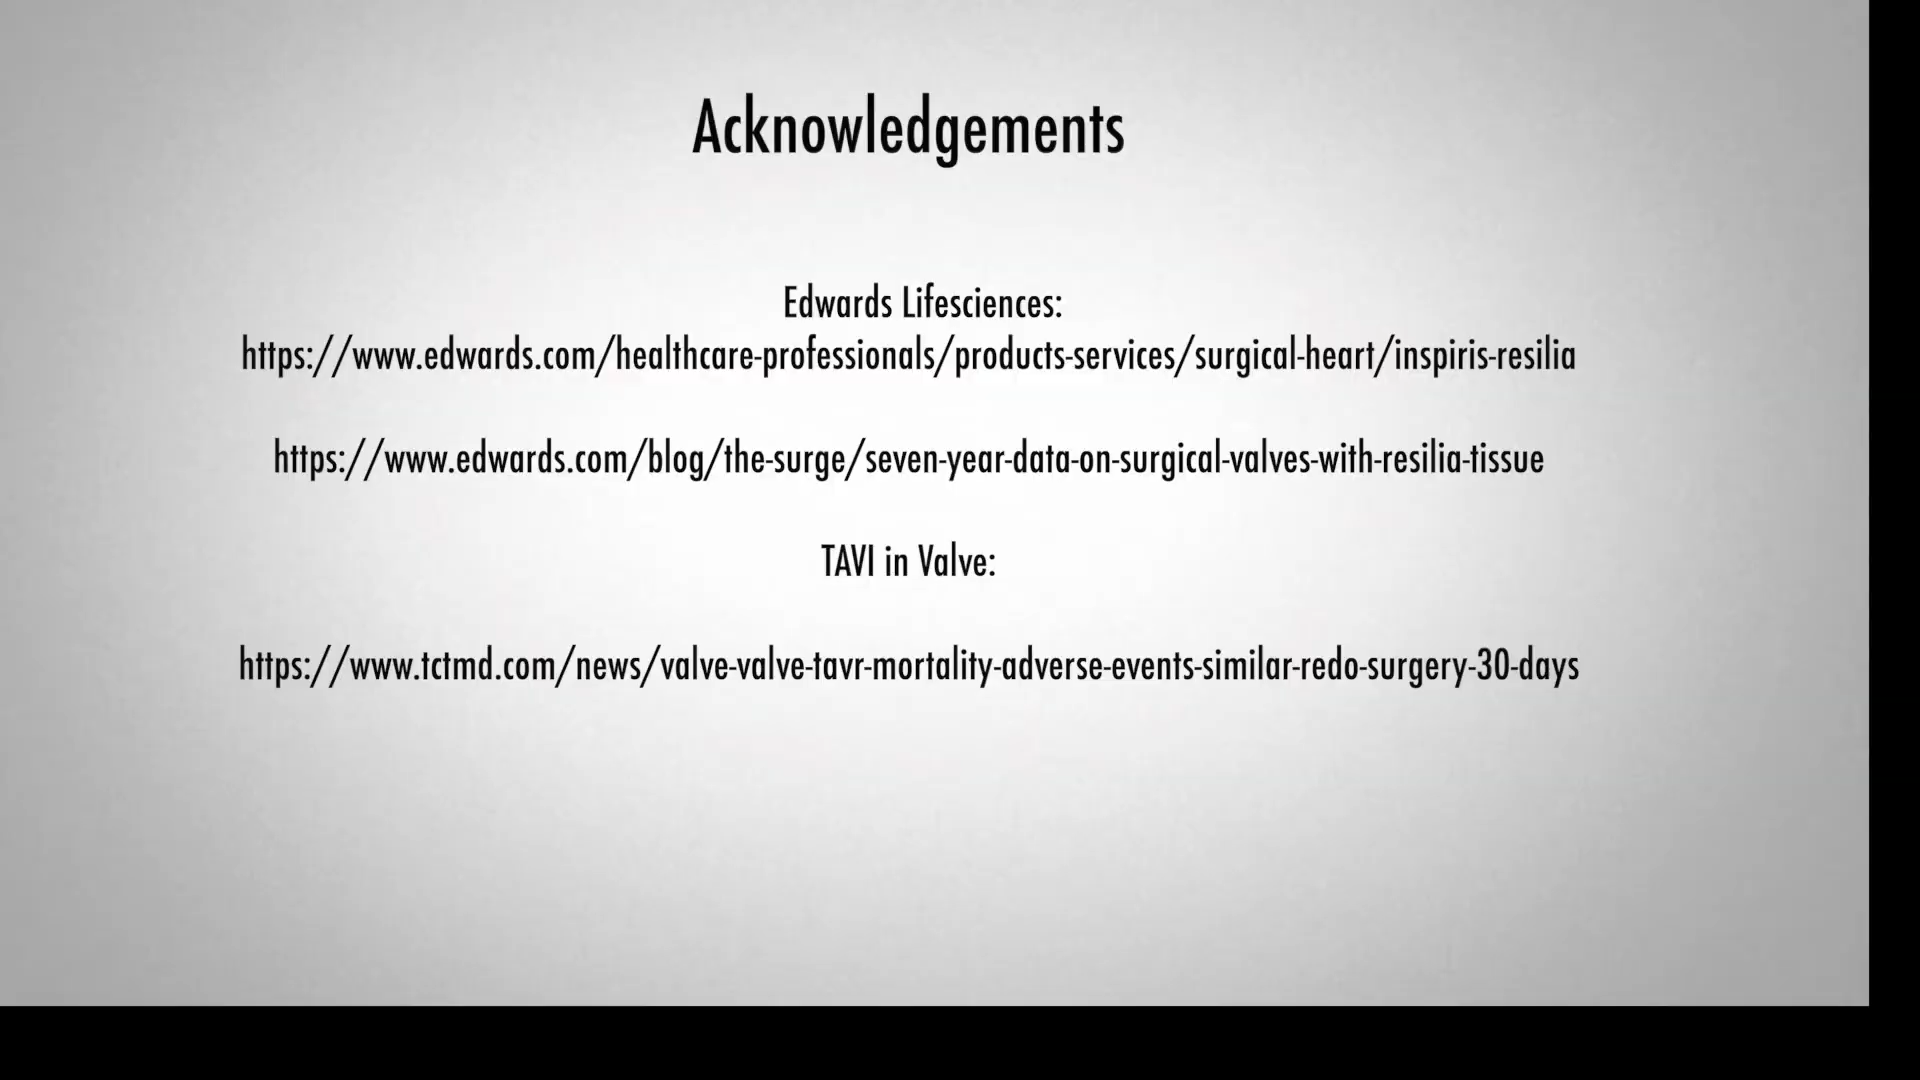 Acknowledgements
Edwards Lifesciences:
https://www.edwards.com/healthcare-professionals/products-services/surgical-heart/inspiris-resilia
https://www.edwards.com/blog/the-surge/seven-year-data-on-surgical-valves-with-resilia-tissue
TAVI in Valve:
https://www.tctmd.com/news/valve-valve-tavr-mortality-adverse-events-similar-redo-surgery-30-days